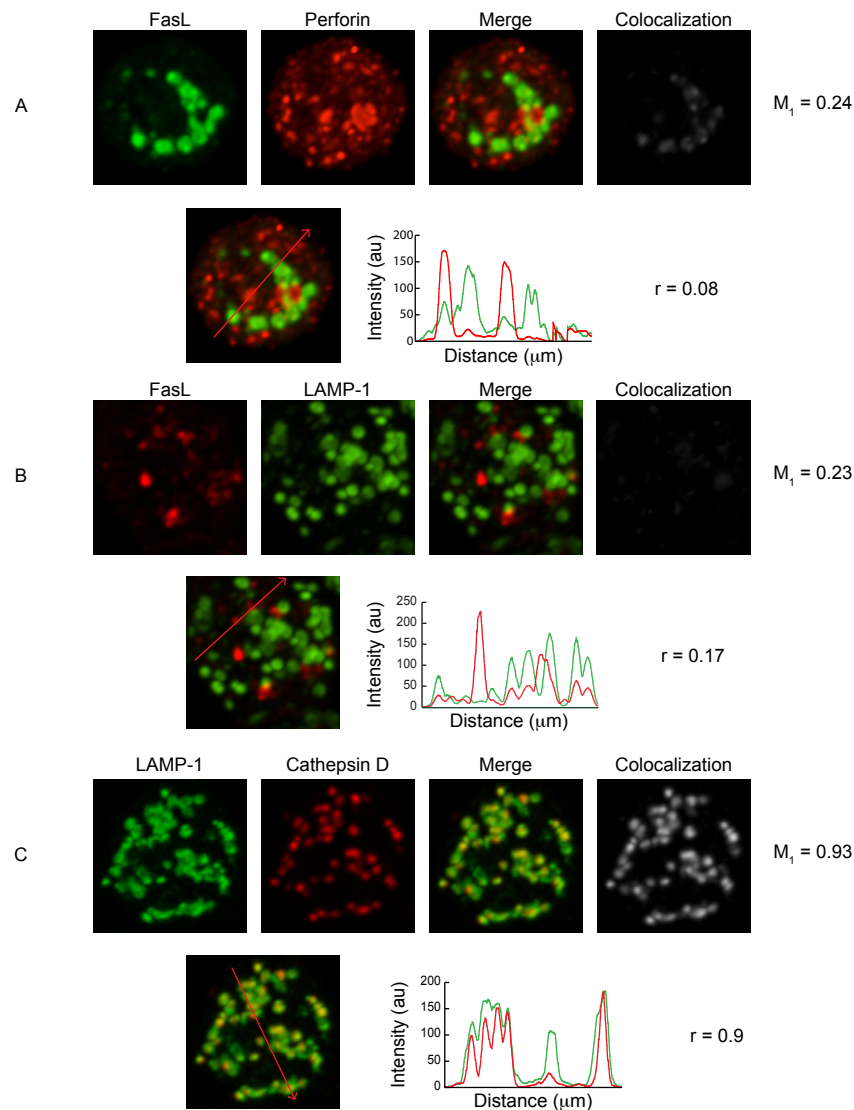 FasL Perforin Merge Colocalization
A
M₁ = 0.24
200
150
100
50
0
Intensity (au)
Distance (μm)
r = 0.08
FasL LAMP-1 Merge Colocalization
B
M₁ = 0.23
250
200
150
100
50
0
Intensity (au)
Distance (μm)
r = 0.17
LAMP-1 Cathepsin D Merge Colocalization
C
M₁ = 0.93
200
150
100
50
0
Intensity (au)
Distance (μm)
r = 0.9